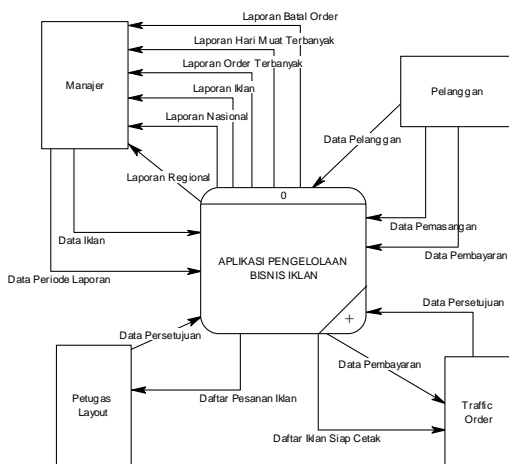 Laporan Batal Order
Laporan Hari Muat Terbanyak
Laporan Order Terbanyak
Laporan Iklan
Laporan Nasional
Manajer
Pelanggan
Data Pelanggan
Laporan Regional
0
Data Pemasangan
Data Iklan
Data Pembayaran
APLIKASI PENGELOLAAN
BISNIS IKLAN
Data Periode Laporan
Data Persetujuan
+
Data Persetujuan
Data Pembayaran
Petugas
Layout
Daftar Pesanan Iklan
Traffic
Order
Daftar Iklan Siap Cetak